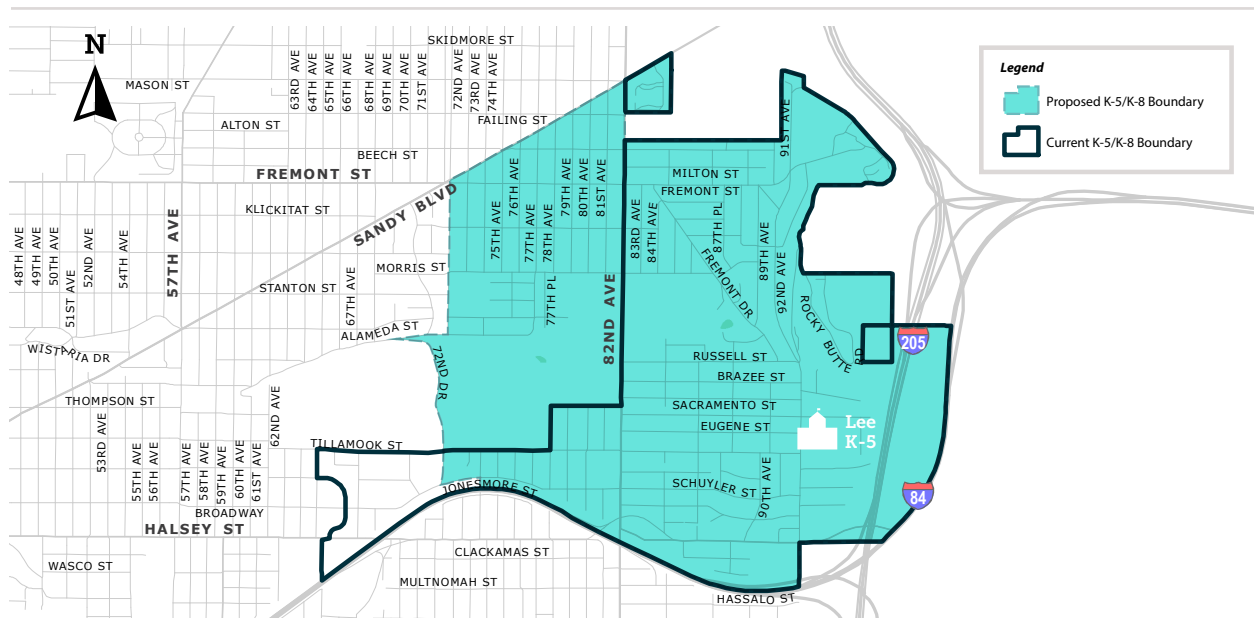 N
Legend
Proposed K-5/K-8 Boundary
Current K-5/K-8 Boundary
SKIDMORE ST
MASON ST
63RD AVE
64TH AVE
65TH AVE
66TH AVE
68TH AVE
69TH AVE
70TH AVE
71ST AVE
72ND AVE
73RD AVE
74TH AVE
FAILING ST
ALTON ST
BEECH ST
FREMONT ST
91ST AVE
MILTON ST
FREMONT ST
76TH AVE
79TH AVE
80TH AVE
81ST AVE
SANDY BLVD
KLICKITAT ST
57TH AVE
75TH AVE
77TH AVE
78TH AVE
83RD AVE
84TH AVE
87TH PL
89TH AVE
92ND AVE
FREMONT DR
48TH AVE
49TH AVE
50TH AVE
51ST AVE
52ND AVE
54TH AVE
MORRIS ST
STANTON ST
67TH AVE
77TH PL
82ND AVE
ROCKY BUTTE RD
ALAMEDA ST
205
WISTARIA DR
72ND DR
RUSSELL ST
BRAZEE ST
THOMPSON ST
62ND AVE
SACRAMENTO ST
EUGENE ST
Lee
K-5
53RD AVE
TILLAMOOK ST
55TH AVE
56TH AVE
57TH AVE
58TH AVE
59TH AVE
60TH AVE
61ST AVE
90TH AVE
SCHUYLER ST
JONESMORE ST
84
BROADWAY
HALSEY ST
CLACKAMAS ST
WASCO ST
MULTNOMAH ST
HASSALO ST